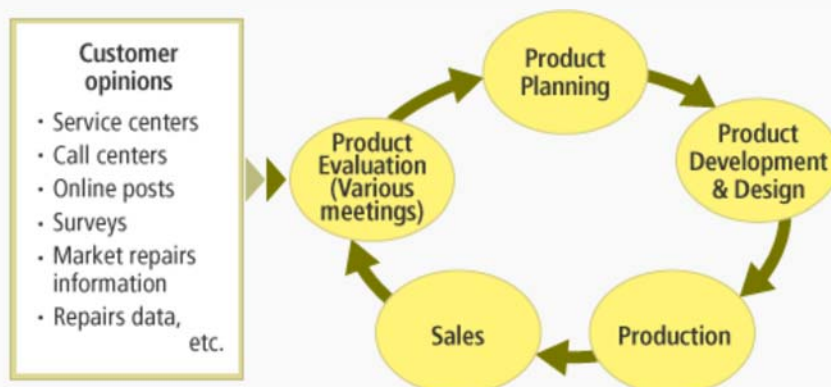 Customer
opinions
・Service centers
・Call centers
・Online posts
・Surveys
・Market repairs
information
・Repairs data,
etc.
Product
Evaluation
(Various
meetings)
Product
Planning
Product
Development
& Design
Production
Sales